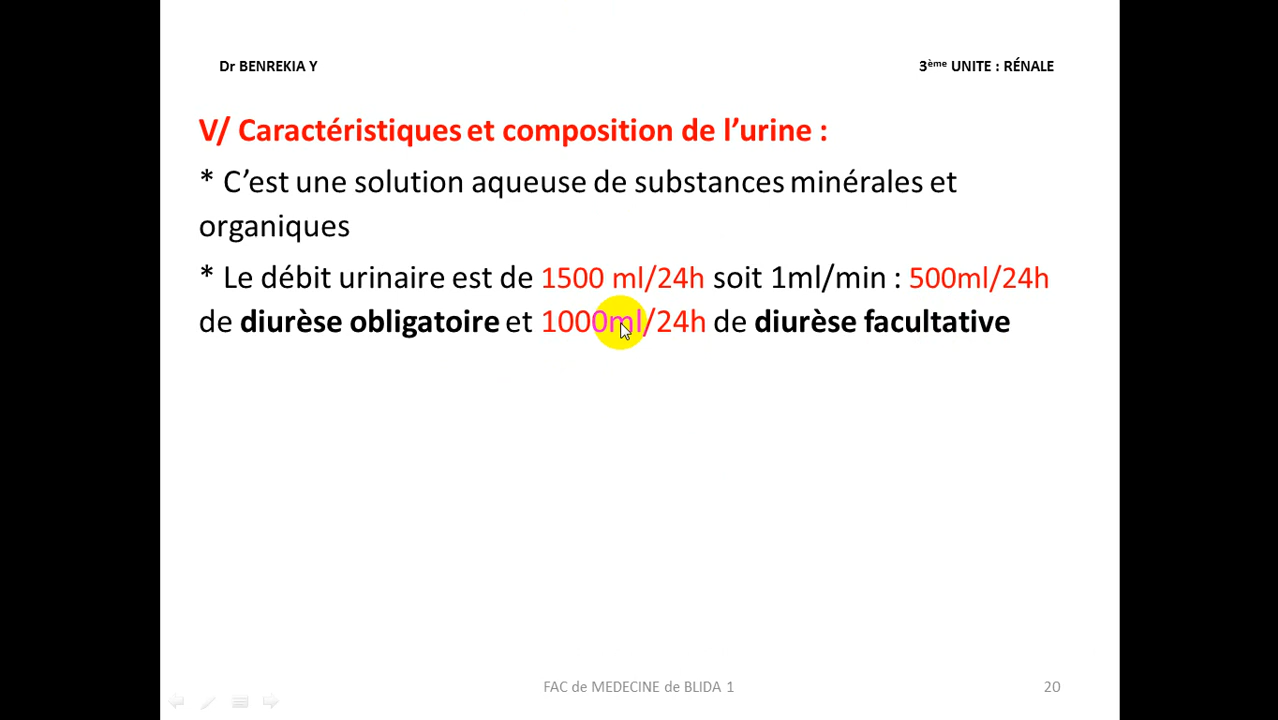 Dr BENREKIA Y
3ème UNITE : RÉNALE
V/ Caractéristiques et composition de l’urine :
* C’est une solution aqueuse de substances minérales et
organiques
* Le débit urinaire est de 1500 ml/24h soit 1ml/min : 500ml/24h
de diurèse obligatoire et 1000ml/24h de diurèse facultative
FAC de MEDECINE de BLIDA 1
20